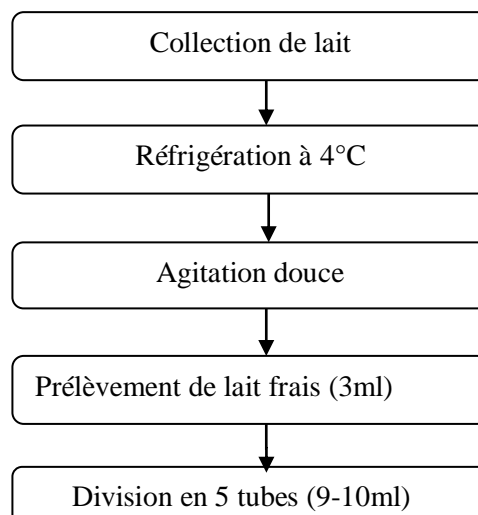 Collection de lait
Réfrigération à 4°C
Agitation douce
Prélèvement de lait frais (3ml)
Division en 5 tubes (9-10ml)